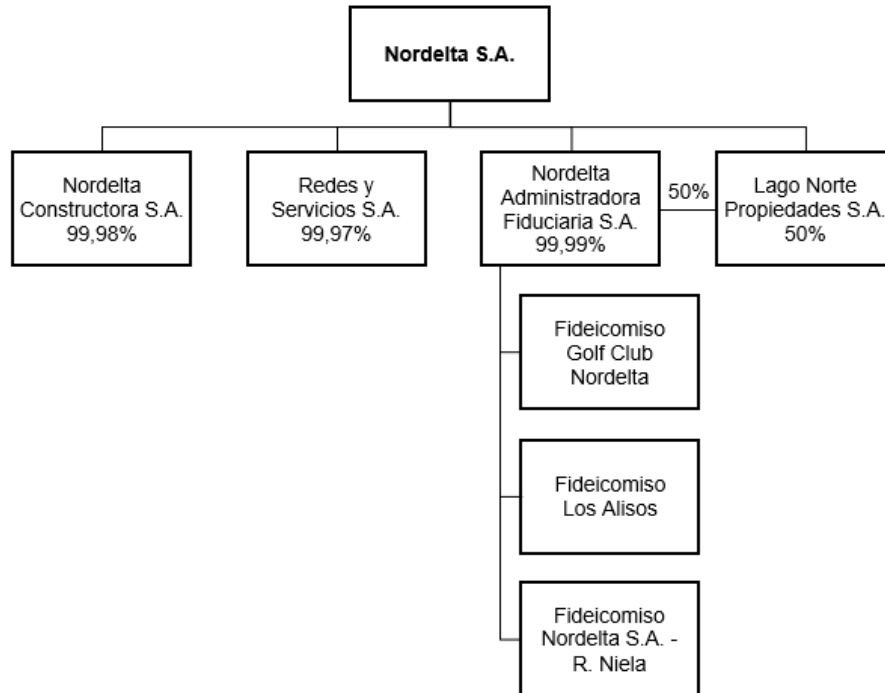 Nordelta S.A.
Nordelta
Constructora S.A.
99,98%
Redes y
Servicios S.A.
99,97%
Nordelta
Administradora
Fiduciaria S.A.
99,99%
50%
Lago Norte
Propiedades S.A.
50%
Fideicomiso
Golf Club
Nordelta
Fideicomiso
Los Alisos
Fideicomiso
Nordelta S.A. -
R. Niela